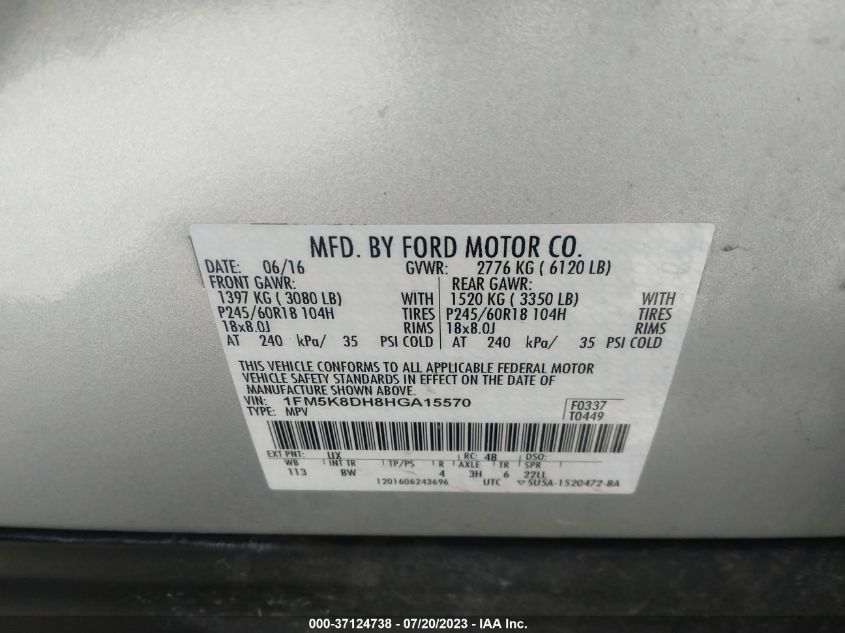 MFD. BY FORD MOTOR CO.
DATE: 06/16 GVWR: 2776 KG ( 6120 LB)
FRONT GAWR: REAR GAWR:
1397 KG ( 3080 LB) WITH 1520 KG ( 3350 LB) WITH
P245/60R18 104H TIRES P245/60R18 104H TIRES
18x8.0J RIMS 18x8.0J RIMS
AT 240 kPa/ 35 PSI COLD AT 240 kPa/ 35 PSI COLD
THIS VEHICLE CONFORMS TO ALL APPLICABLE FEDERAL MOTOR
VEHICLE SAFETY STANDARDS IN EFFECT ON THE DATE OF
MANUFACTURE SHOWN ABOVE.
VIN: 1FM5K8DH8HGA15570 F0337
TYPE: MPV T0449
EXT PNT: UX RC: 48 DSO:
WB INT TR TP/PS R AXLE TR SPR
113 BW 4 3H 6 22LL
1201606243696 UTC 5U5A-1520472-BA
000-37124738 - 07/20/2023 - IAA Inc.